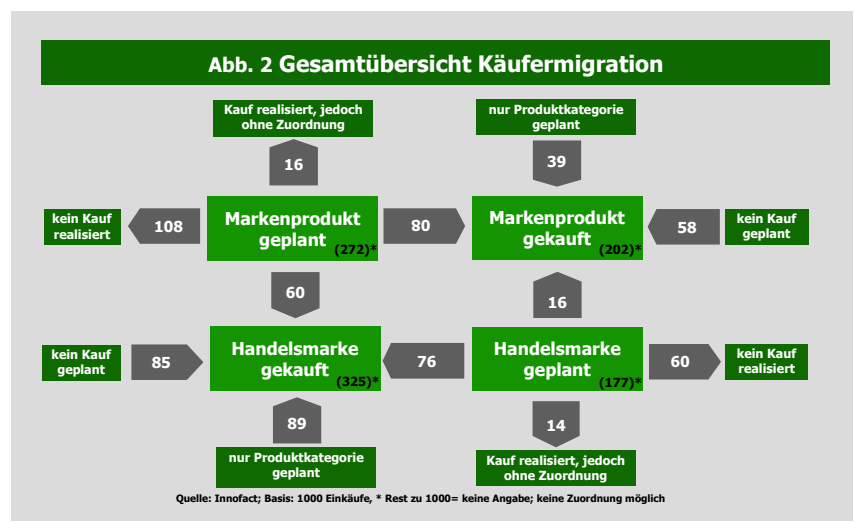 Abb. 2 Gesamtübersicht Käufermigration
Kauf realisiert, jedoch
ohne Zuordnung
nur Produktkategorie
geplant
16
39
kein Kauf
realisiert
108
Markenprodukt
geplant
(272)*
80
Markenprodukt
gekauft
(202)*
58
kein Kauf
geplant
60
16
kein Kauf
geplant
85
Handelsmarke
gekauft
(325)*
76
Handelsmarke
geplant
(177)*
60
kein Kauf
realisiert
89
14
nur Produktkategorie
geplant
Kauf realisiert, jedoch
ohne Zuordnung
Quelle: Innofact; Basis: 1000 Einkäufe, * Rest zu 1000= keine Angabe; keine Zuordnung möglich